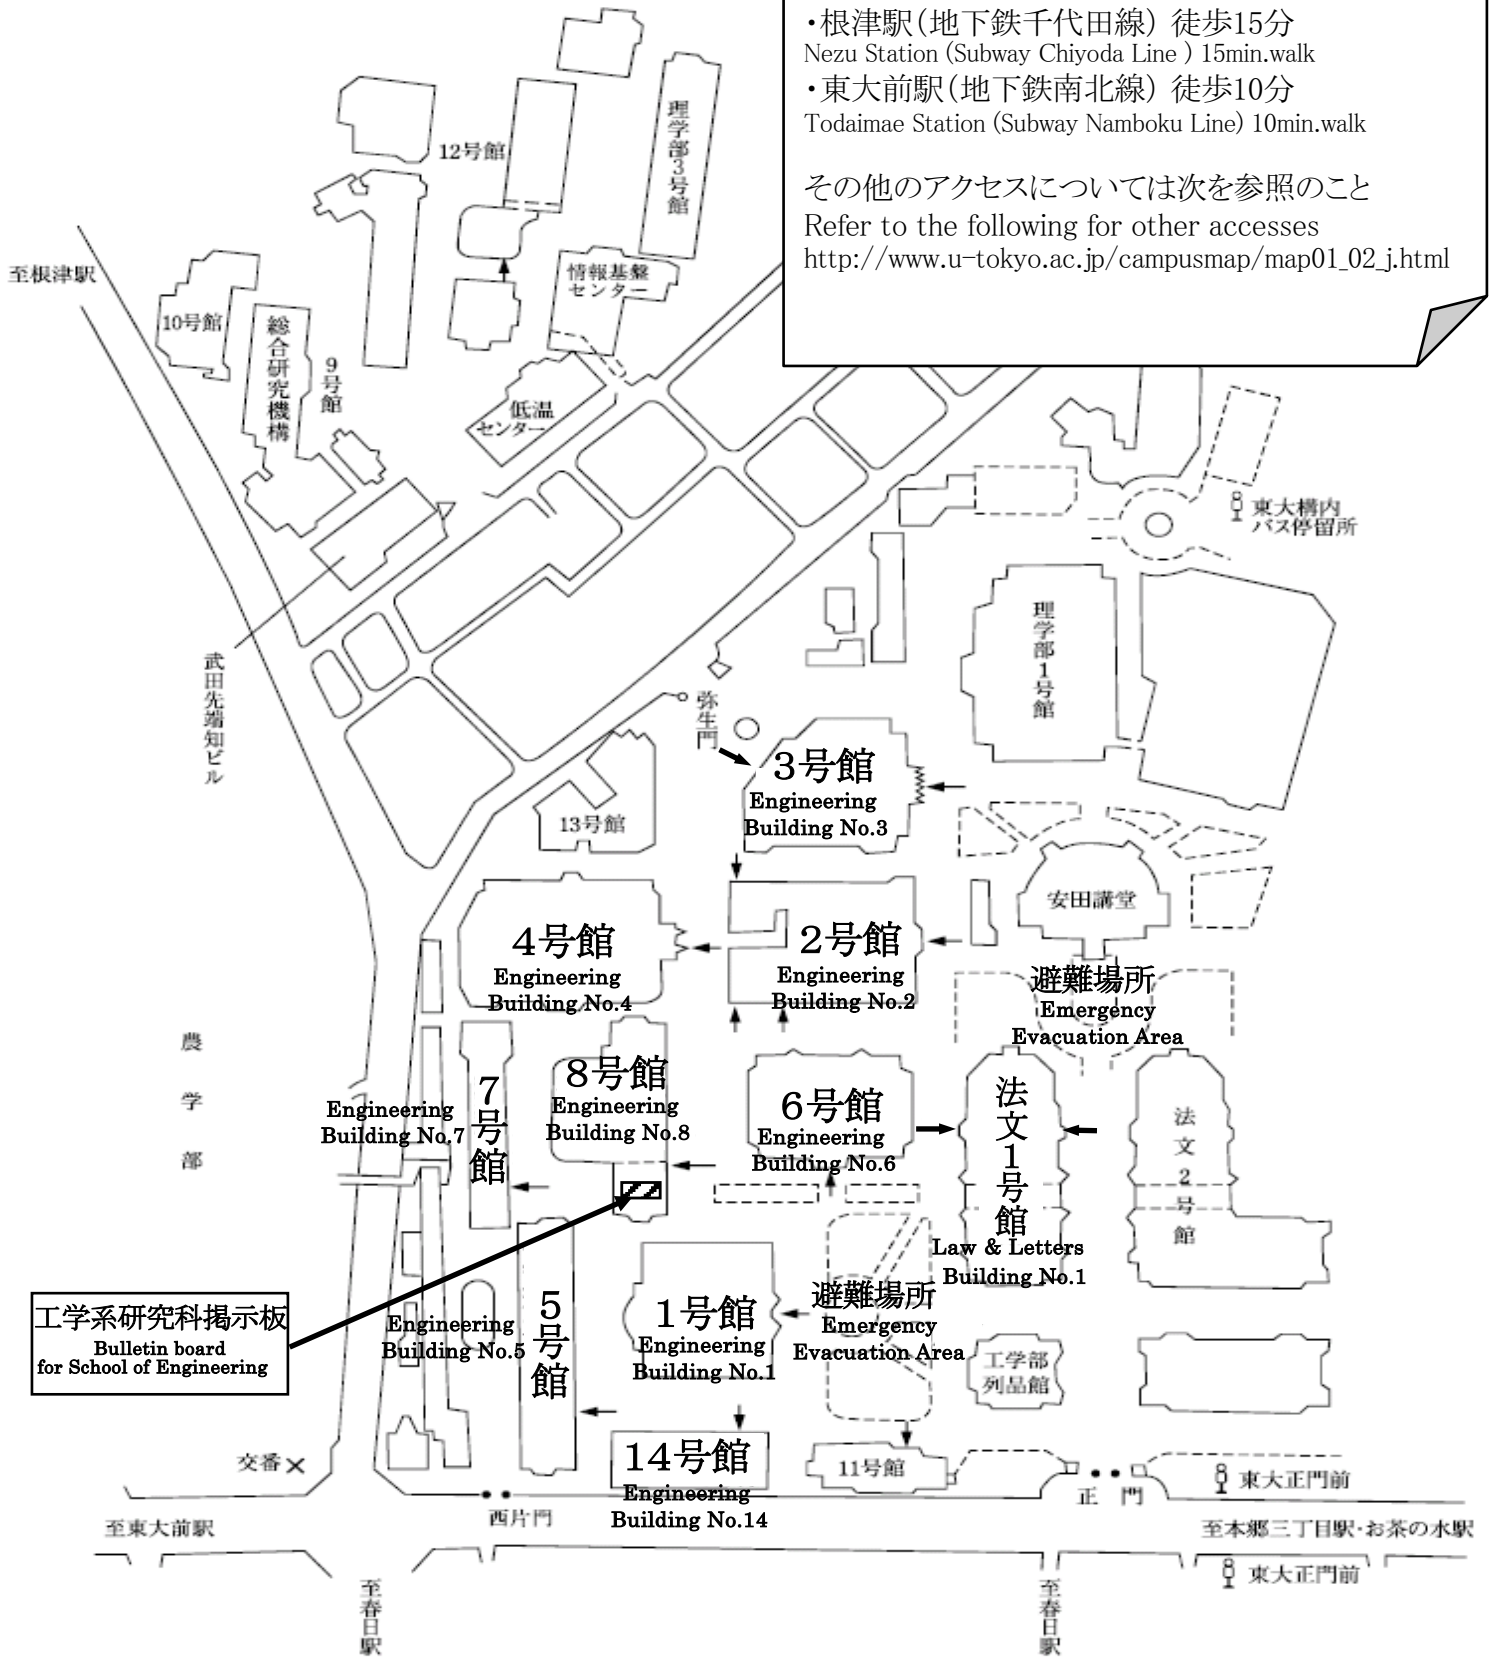 ・根津駅（地下鉄千代田線） 徒歩15分
Nezu Station (Subway Chiyoda Line ) 15min.walk
・東大前駅（地下鉄南北線） 徒歩10分
Todaimae Station (Subway Namboku Line) 10min.walk
その他のアクセスについては次を参照のこと
Refer to the following for other accesses
http://www.u-tokyo.ac.jp/campusmap/map01_02_j.html
理学部3号館
12号館
至根津駅
情報基盤
センター
10号館
総合研究機構
9号館
低温
センター
東大構内
バス停留所
理学部1号館
武田先端知ビル
弥生門
3号館
Engineering
Building No.3
13号館
安田講堂
4号館
Engineering
Building No.4
2号館
Engineering
Building No.2
避難場所
Emergency
Evacuation Area
農学部
7号館
Engineering
Building No.7
8号館
Engineering
Building No.8
6号館
Engineering
Building No.6
法文1号館
Law & Letters
Building No.1
法文2号館
工学系研究科掲示板
Bulletin board
for School of Engineering
5号館
Engineering
Building No.5
1号館
Engineering
Building No.1
避難場所
Emergency
Evacuation Area
工学部
列品館
交番
14号館
Engineering
Building No.14
11号館
正門
東大正門前
至東大前駅
西片門
至本郷三丁目駅・お茶の水駅
東大正門前
至春日駅
至春日駅